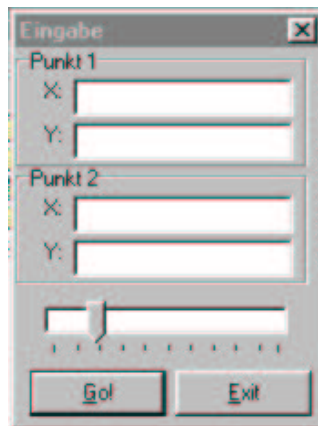 Eingabe
Punkt 1
X:
Y:
Punkt 2
X:
Y:
Go! Exit